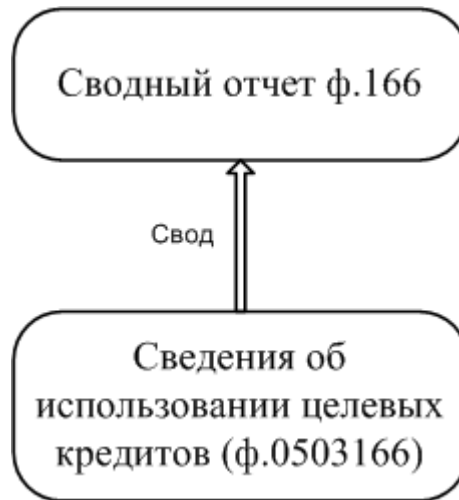 Сводный отчет ф.166
Свод
Сведения об
использовании целевых
кредитов (ф.0503166)